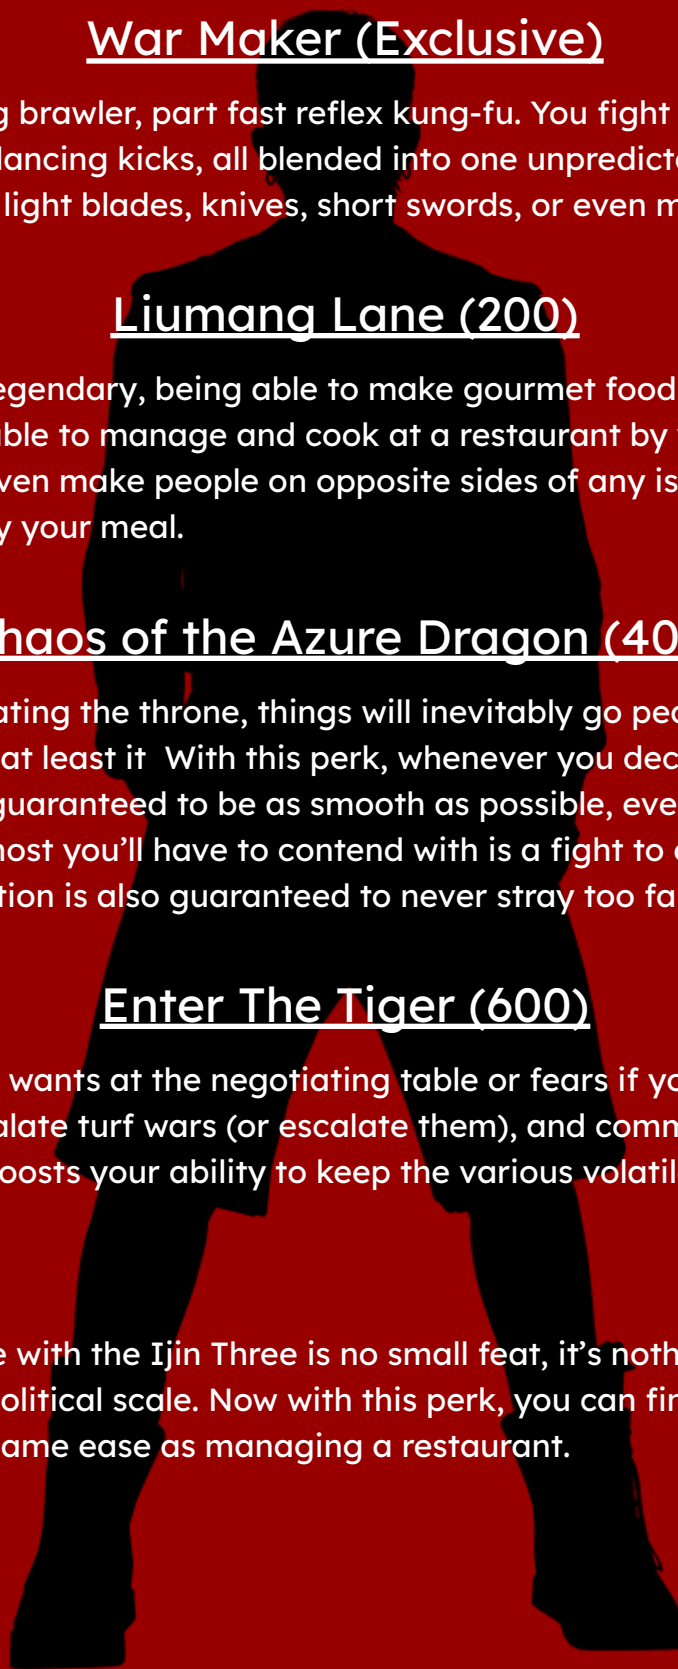 War Maker (Exclusive)
g brawler, part fast reflex kung-fu. You fight
dancing kicks, all blended into one unpredict
light blades, knives, short swords, or even m
Liumang Lane (200)
egendary, being able to make gourmet food
able to manage and cook at a restaurant by
ven make people on opposite sides of any is
y your meal.
haos of the Azure Dragon (40
ating the throne, things will inevitably go pea
at least it With this perk, whenever you dec
guaranteed to be as smooth as possible, eve
most you'll have to contend with is a fight to
tion is also guaranteed to never stray too fa
Enter The Tiger (600)
wants at the negotiating table or fears if yo
alate turf wars (or escalate them), and comm
oosts your ability to keep the various volatil
e with the Ijin Three is no small feat, it's noth
olitical scale. Now with this perk, you can fin
ame ease as managing a restaurant.